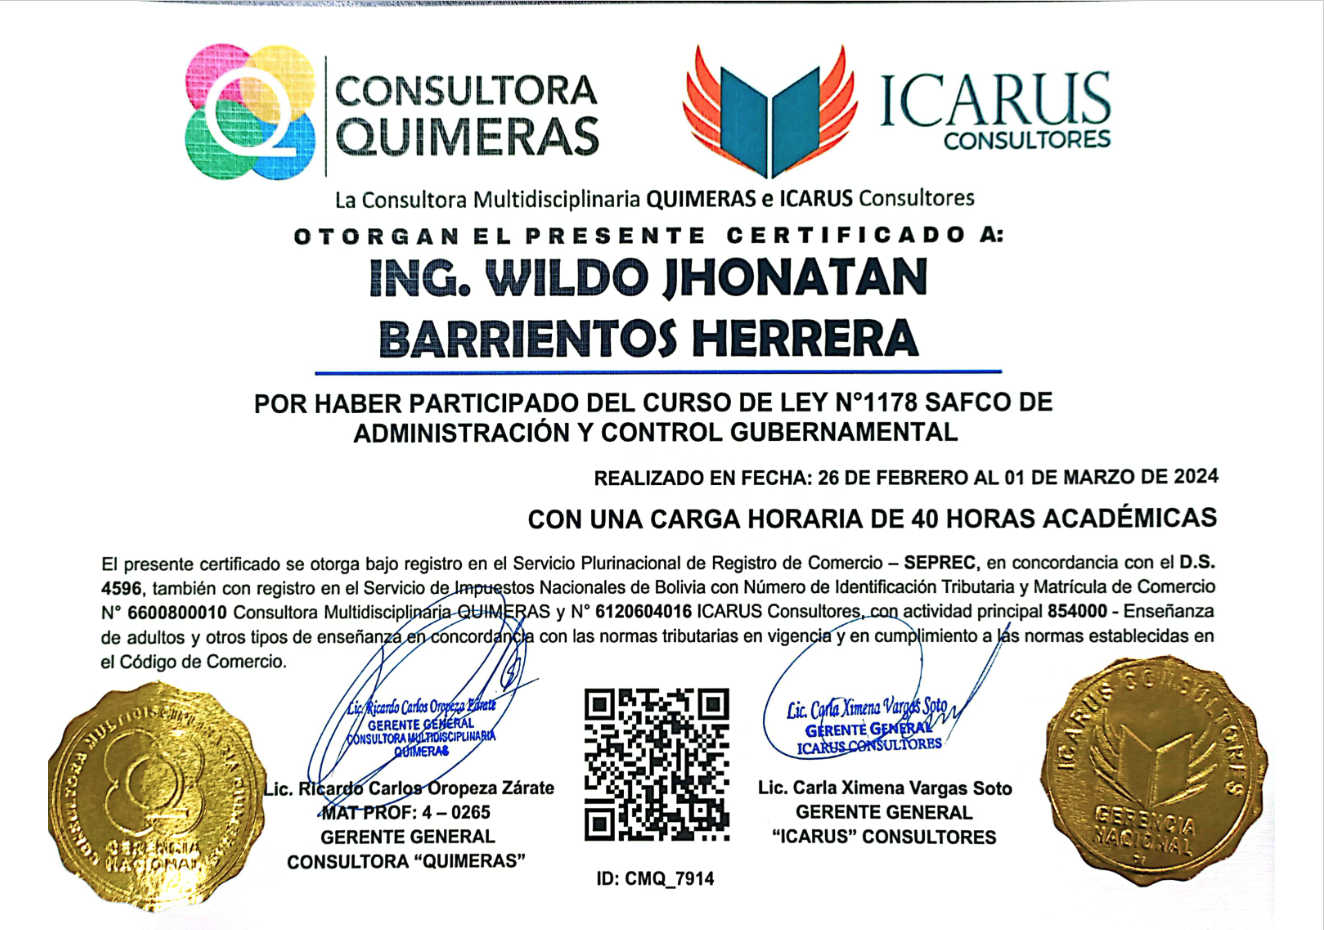 CONSULTORA
QUIMERAS
ICARUS
CONSULTORES
La Consultora Multidisciplinaria QUIMERAS e ICARUS Consultores
OTORGAN EL PRESENTE CERTIFICADO A:
ING. WILDO JHONATAN
BARRIENTOS HERRERA
POR HABER PARTICIPADO DEL CURSO DE LEY N°1178 SAFCO DE
ADMINISTRACIÓN Y CONTROL GUBERNAMENTAL
REALIZADO EN FECHA: 26 DE FEBRERO AL 01 DE MARZO DE 2024
CON UNA CARGA HORARIA DE 40 HORAS ACADÉMICAS
El presente certificado se otorga bajo registro en el Servicio Plurinacional de Registro de Comercio – SEPREC, en concordancia con el D.S.
4596, también con registro en el Servicio de Impuestos Nacionales de Bolivia con Número de Identificación Tributaria y Matrícula de Comercio
N° 6600800010 Consultora Multidisciplinaria QUIMERAS y N° 6120604016 ICARUS Consultores, con actividad principal 854000 - Enseñanza
de adultos y otros tipos de enseñanza en concordancia con las normas tributarias en vigencia y en cumplimiento a las normas establecidas en
el Código de Comercio.
Lic. Ricardo Carlos Oropeza Zárate
GERENTE GENERAL
CONSULTORA MULTIDISCIPLINARIA
QUIMERAS
Lic. Ricardo Carlos Oropeza Zárate
MAT PROF: 4 – 0265
GERENTE GENERAL
CONSULTORA “QUIMERAS”
ID: CMQ_7914
Lic. Carla Ximena Vargas Soto
GERENTE GENERAL
ICARUS CONSULTORES
Lic. Carla Ximena Vargas Soto
GERENTE GENERAL
“ICARUS” CONSULTORES
CONSULTORA MULTIDISCIPLINARIA QUIMERAS
GERENCIA
NACIONAL
ICARUS CONSULTORES
GERENCIA
NACIONAL